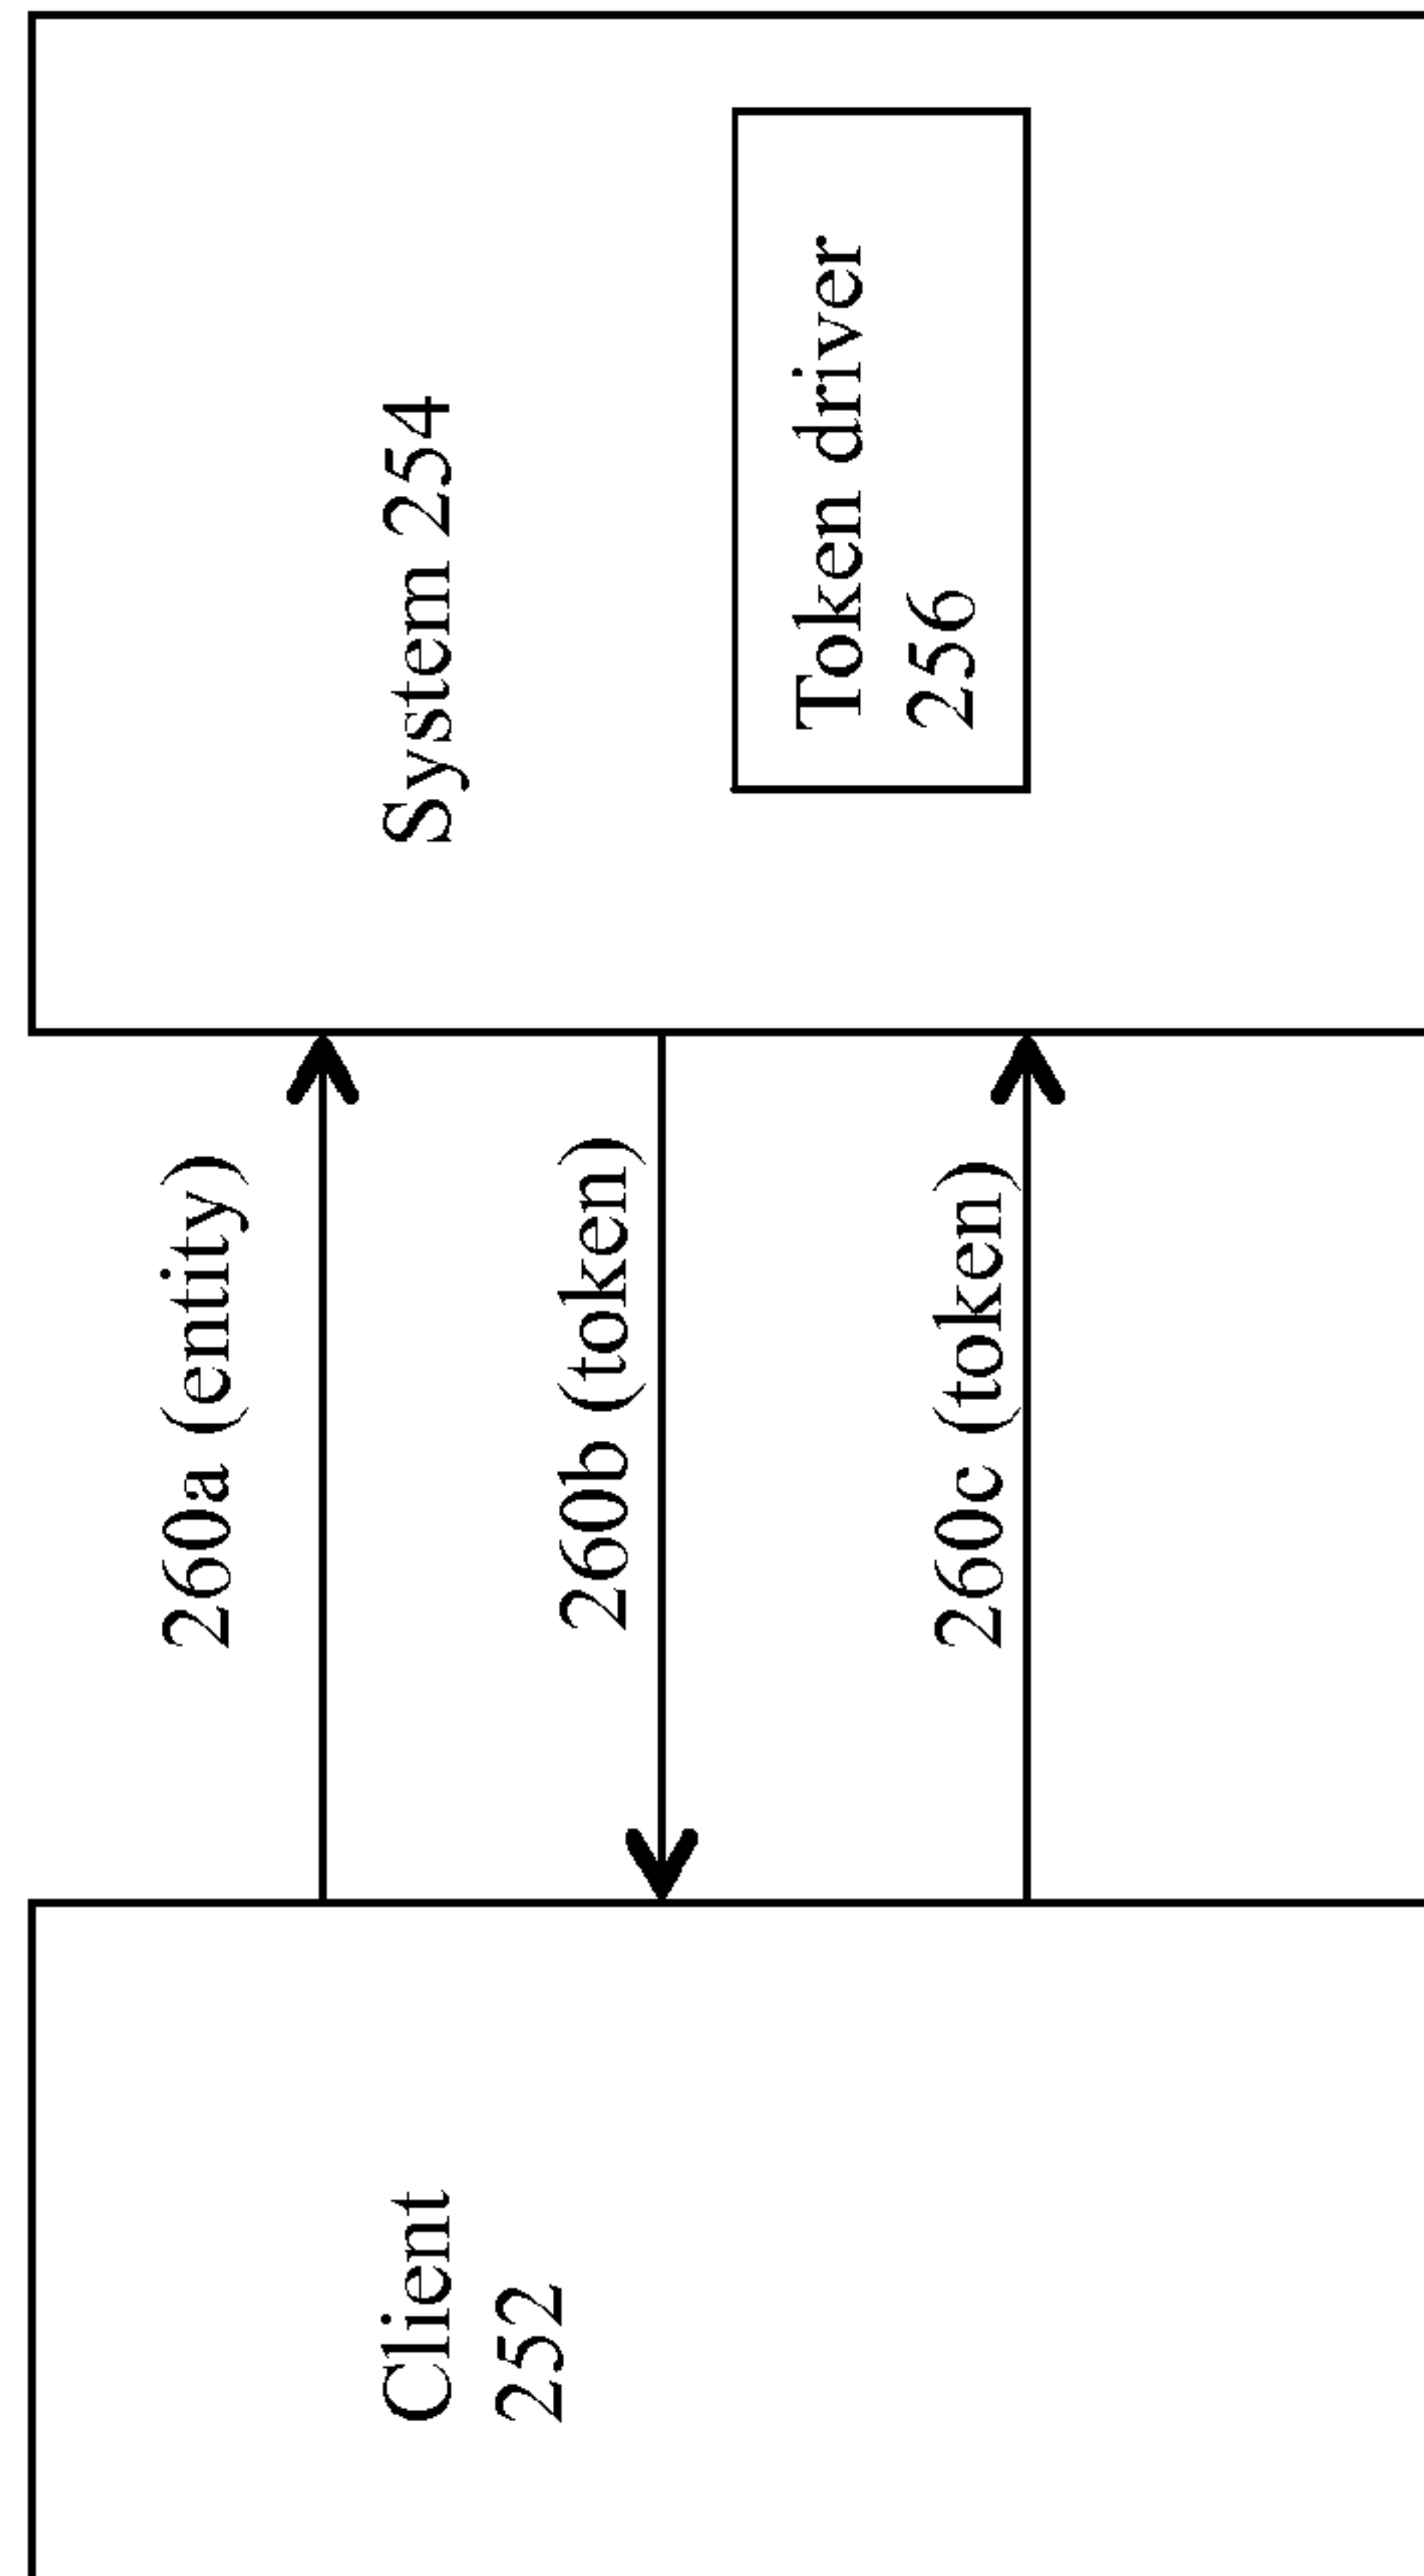 Client
252
260a (entity)
260b (token)
260c (token)
System 254
Token driver
256